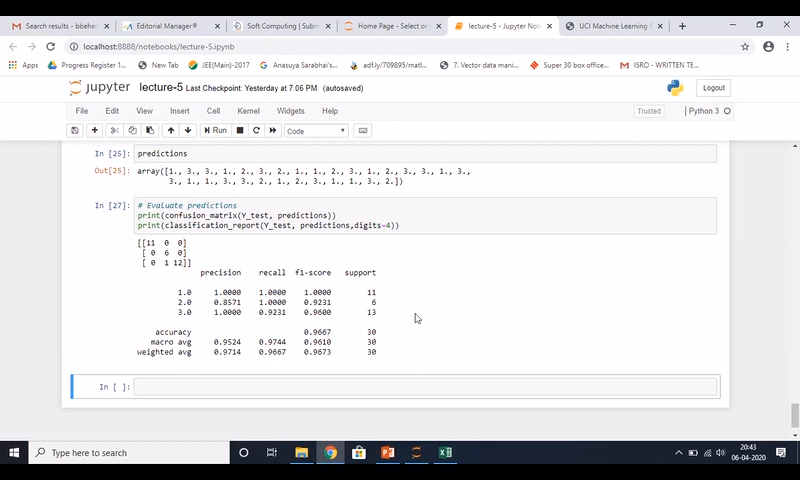 Search results - bbehe
Editorial Manager®
Soft Computing | Subm
Home Page - Select or
lecture-5 - Jupyter Not
UCI Machine Learning R
localhost:8888/notebooks/lecture-5.ipynb
Apps
Progress Register 1
New Tab
JEE(Main)-2017
Anasuya Sarabhai's...
adf.ly/709895/matl...
7. Vector data mani...
Super 30 box office...
ISRO - WRITTEN TE...
jupyter lecture-5 Last Checkpoint: Yesterday at 7:06 PM (autosaved)
Logout
File Edit View Insert Cell Kernel Widgets Help
Trusted
Python 3
Run
Code
In [25]: predictions
Out[25]: array([1., 3., 3., 1., 2., 3., 2., 1., 1., 2., 3., 1., 2., 3., 3., 1., 3.,
3., 1., 1., 3., 3., 2., 1., 2., 3., 1., 1., 3., 2.])
In [27]: # Evaluate predictions
print(confusion_matrix(Y_test, predictions))
print(classification_report(Y_test, predictions,digits=4))
[[11 0 0]
[ 0 6 0]
[ 0 1 12]]
precision recall f1-score support
1.0 1.0000 1.0000 1.0000 11
2.0 0.8571 1.0000 0.9231 6
3.0 1.0000 0.9231 0.9600 13
accuracy 0.9667 30
macro avg 0.9524 0.9744 0.9610 30
weighted avg 0.9714 0.9667 0.9673 30
In [ ]:
Type here to search
20:43
06-04-2020